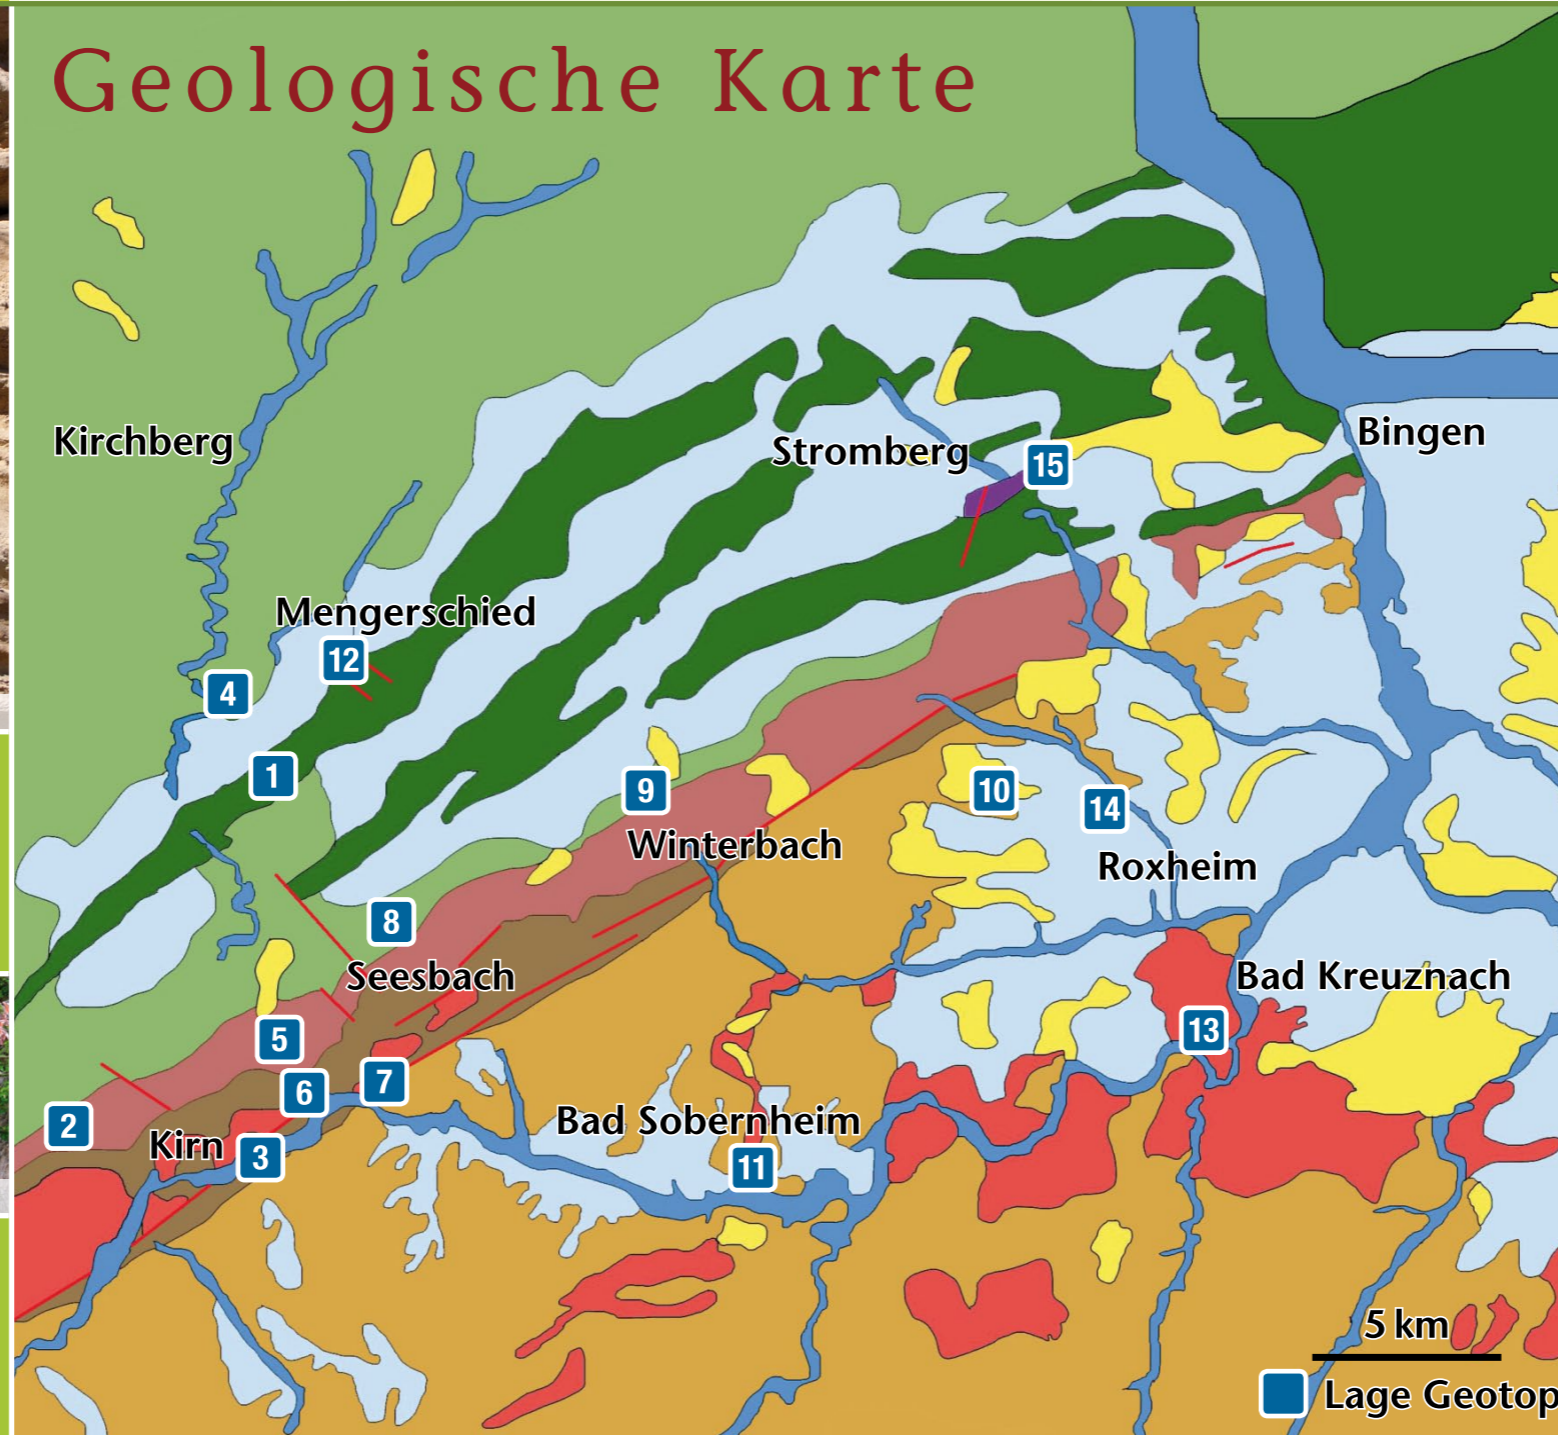 Geologische Karte
Kirchberg
Bingen
Stromberg
15
Mengerschied
12
4
1
9
10
14
Winterbach
Roxheim
8
Seesbach
Bad Kreuznach
5
13
6
7
2
Kirn
3
Bad Sobernheim
11
5 km
Lage Geotop